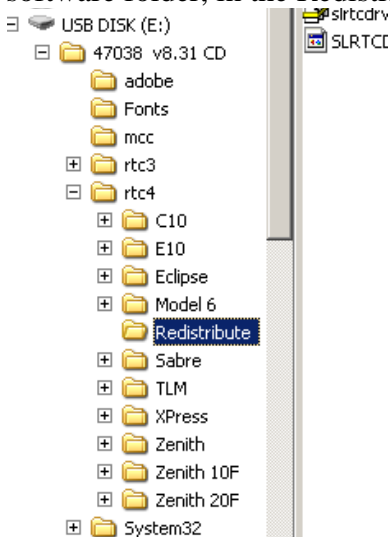 USB DISK (E:)
47038 v8.31 CD
adobe
Fonts
mcc
rtc3
rtc4
C10
E10
Eclipse
Model 6
Redistribute
Sabre
TLM
XPress
Zenith
Zenith 10F
Zenith 20F
System32
slrtcdrv
SLRTCD